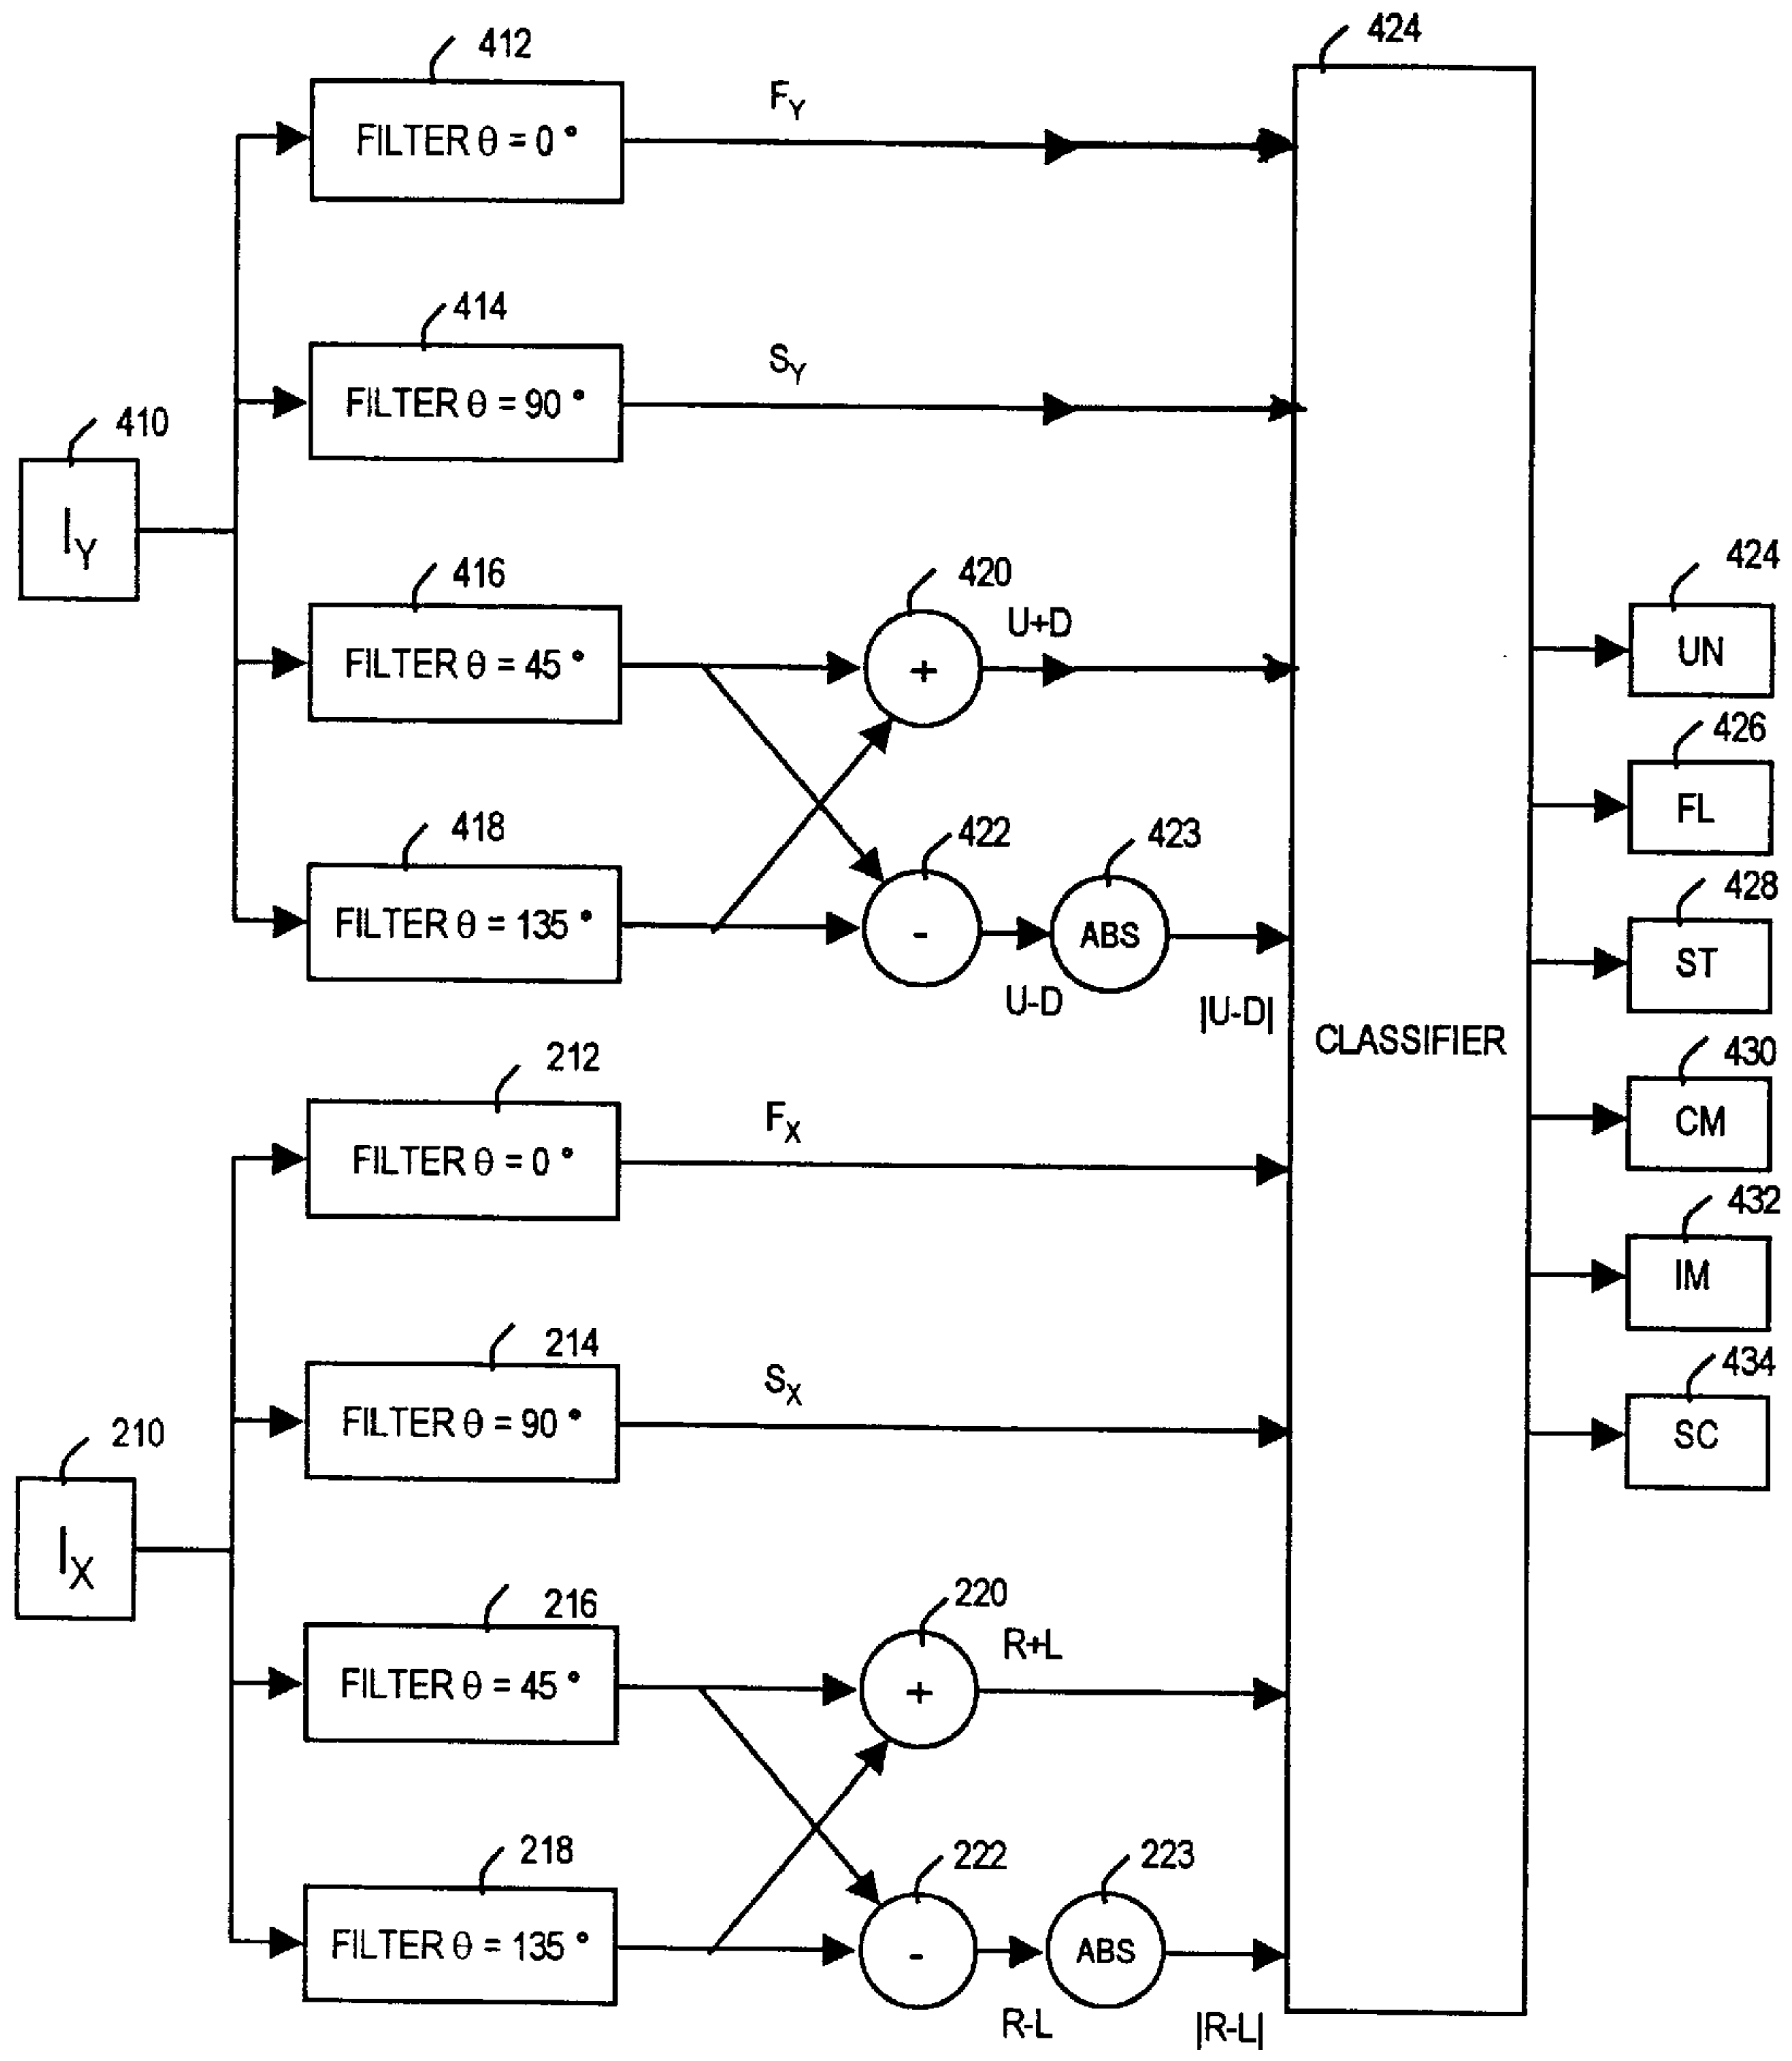 412
424
FILTER θ = 0 °
F_Y
414
FILTER θ = 90 °
S_Y
410
I_Y
416
FILTER θ = 45 °
420
+
U+D
418
FILTER θ = 135 °
422
-
U-D
423
ABS
|U-D|
CLASSIFIER
424
UN
426
FL
428
ST
430
CM
432
IM
434
SC
212
FILTER θ = 0 °
F_X
214
FILTER θ = 90 °
S_X
210
I_X
216
FILTER θ = 45 °
220
+
R+L
218
FILTER θ = 135 °
222
-
R-L
223
ABS
|R-L|